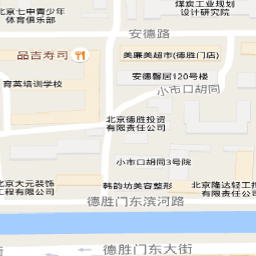 北京七中青少年
体育俱乐部
煤炭工业规划
设计研究院
安德路
品吉寿司
美廉美超市(德胜门店)
安德馨居120号楼
育英培训学校
小市口胡同
北京德胜投资
有限责任公司
小市口胡同3号院
北京大元装饰
工程有限公司
韩韵坊美容整形
北京隆达轻工控
有限责任公司
德胜门东滨河路
德胜门东大街